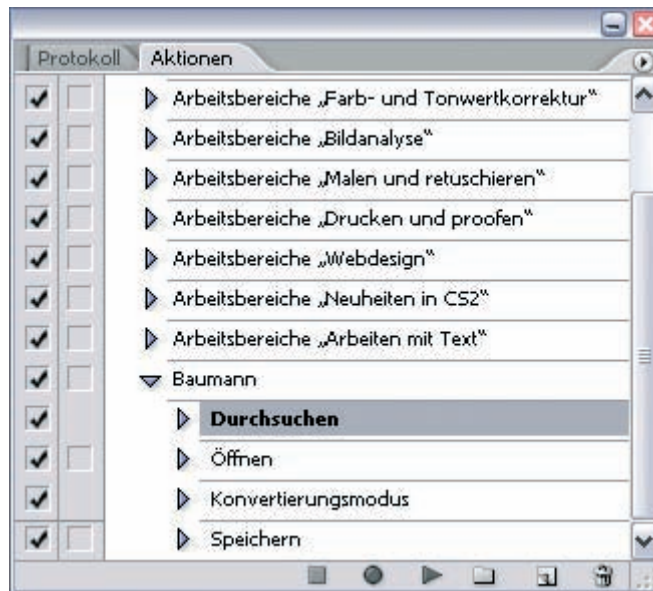 Protokoll Aktionen
Arbeitsbereiche „Farb- und Tonwertkorrektur“
Arbeitsbereiche „Bildanalyse“
Arbeitsbereiche „Malen und retuschieren“
Arbeitsbereiche „Drucken und proofen“
Arbeitsbereiche „Webdesign“
Arbeitsbereiche „Neuheiten in CS2“
Arbeitsbereiche „Arbeiten mit Text“
Baumann
Durchsuchen
Öffnen
Konvertierungsmodus
Speichern